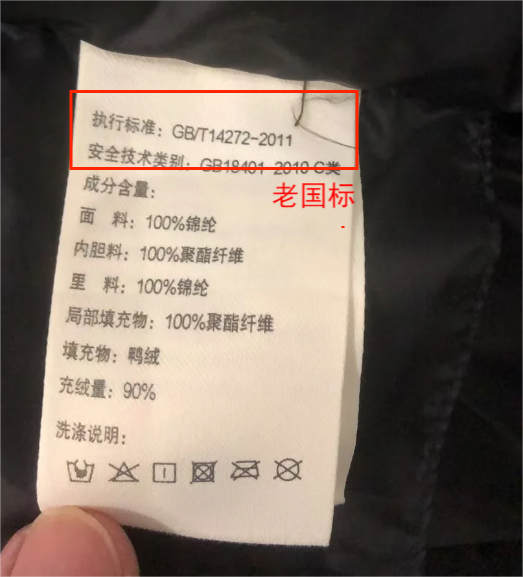 执行标准：GB/T14272-2011
安全技术类别：GB18401-2010 C类
老国标
成分含量：
面 料：100%锦纶
内胆料：100%聚酯纤维
里 料：100%锦纶
局部填充物：100%聚酯纤维
填充物：鸭绒
充绒量：90%
洗涤说明：